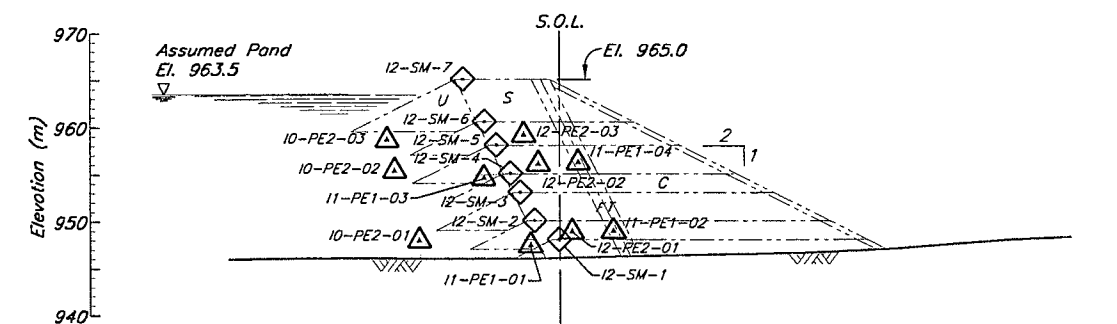 S.O.L.
970
Assumed Pond
El. 963.5
El. 965.0
12-SM-7
U
S
960
12-SM-6
12-PE2-03
10-PE2-03
12-SM-5
11-PE1-04
2
1
12-SM-4
10-PE2-02
12-PE2-02
C
11-PE1-03
12-SM-3
FT
950
12-SM-2
11-PE1-02
10-PE2-01
12-PE2-01
12-SM-1
11-PE1-01
940
Elevation (m)